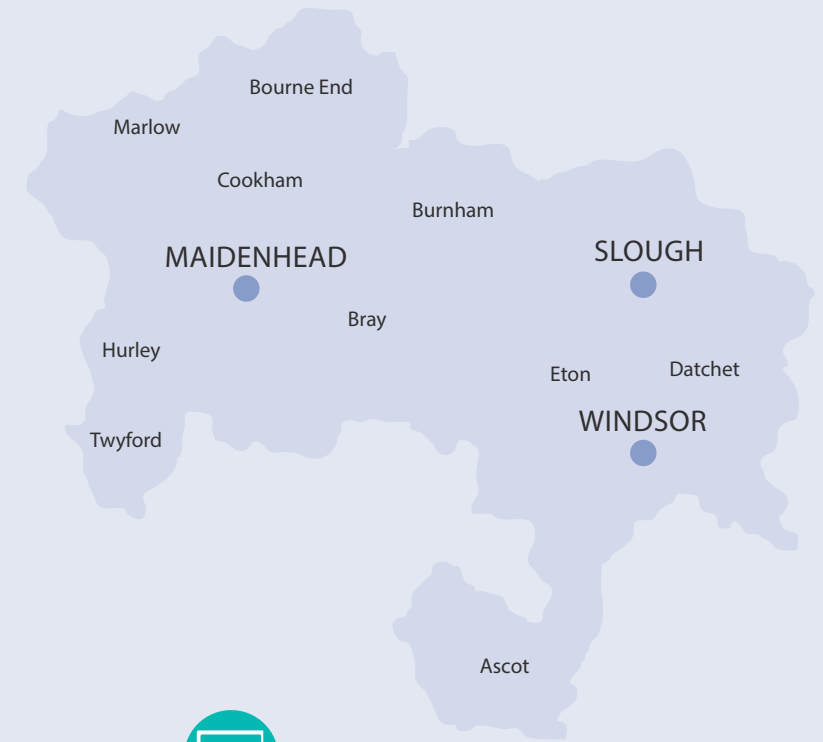 Bourne End
Marlow
Cookham
Burnham
MAIDENHEAD
SLOUGH
Bray
Hurley
Eton
Datchet
WINDSOR
Twyford
Ascot